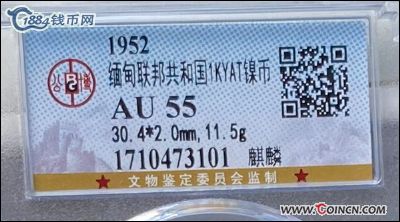 1884钱币网
1952
缅甸联邦共和国1KYAT镍币
公博
AU 55
30.4*2.0mm,11.5g
1710473101 麒麟
文物鉴定委员会监制
www.COINCN.com